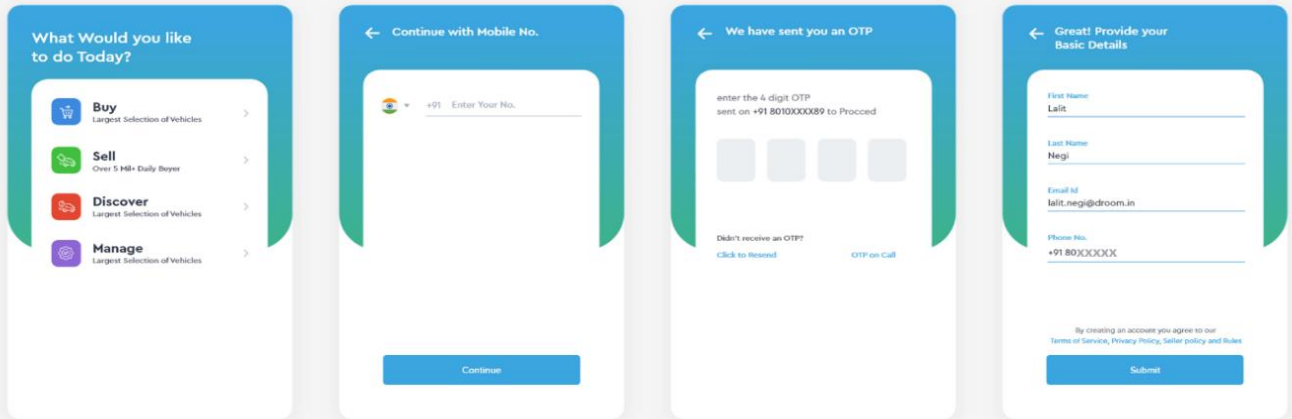 What Would you like
to do Today?
Buy
Largest Selection of Vehicles
Sell
Over 5 Mil+ Daily Buyer
Discover
Largest Selection of Vehicles
Manage
Largest Selection of Vehicles
Continue with Mobile No.
+91 Enter Your No.
Continue
We have sent you an OTP
enter the 4 digit OTP
sent on +91 8010XXXX89 to Procced
Didn't receive an OTP?
Click to Resend OTP on Call
Great! Provide your
Basic Details
First Name
Lalit
Last Name
Negi
Email Id
lalit.negi@droom.in
Phone No.
+91 80XXXXX
By creating an account you agree to our
Terms of Service, Privacy Policy, Seller policy and Rules
Submit